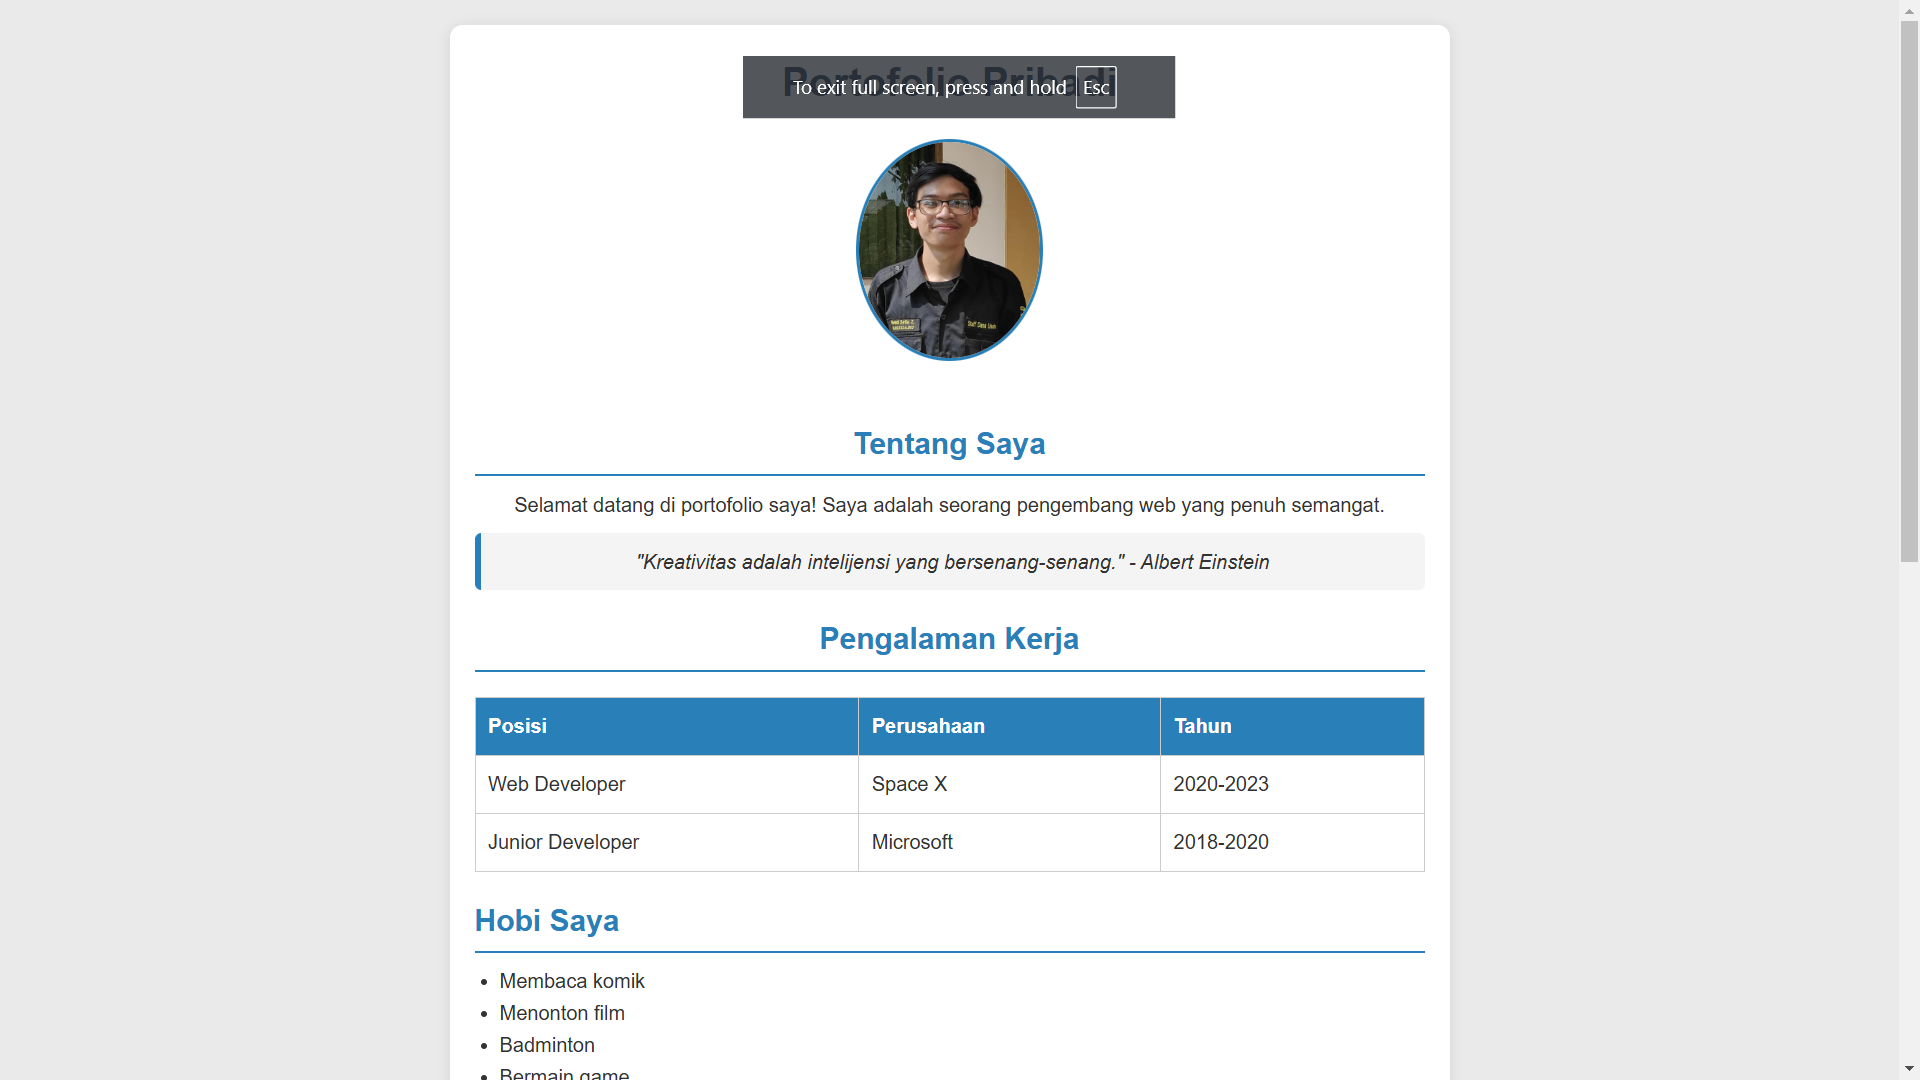 Portofolio Pribadi
To exit full screen, press and hold Esc
Tentang Saya
Selamat datang di portofolio saya! Saya adalah seorang pengembang web yang penuh semangat.
"Kreativitas adalah intelijensi yang bersenang-senang." - Albert Einstein
Pengalaman Kerja
Posisi Perusahaan Tahun
Web Developer Space X 2020-2023
Junior Developer Microsoft 2018-2020
Hobi Saya
• Membaca komik
• Menonton film
• Badminton
• Bermain game